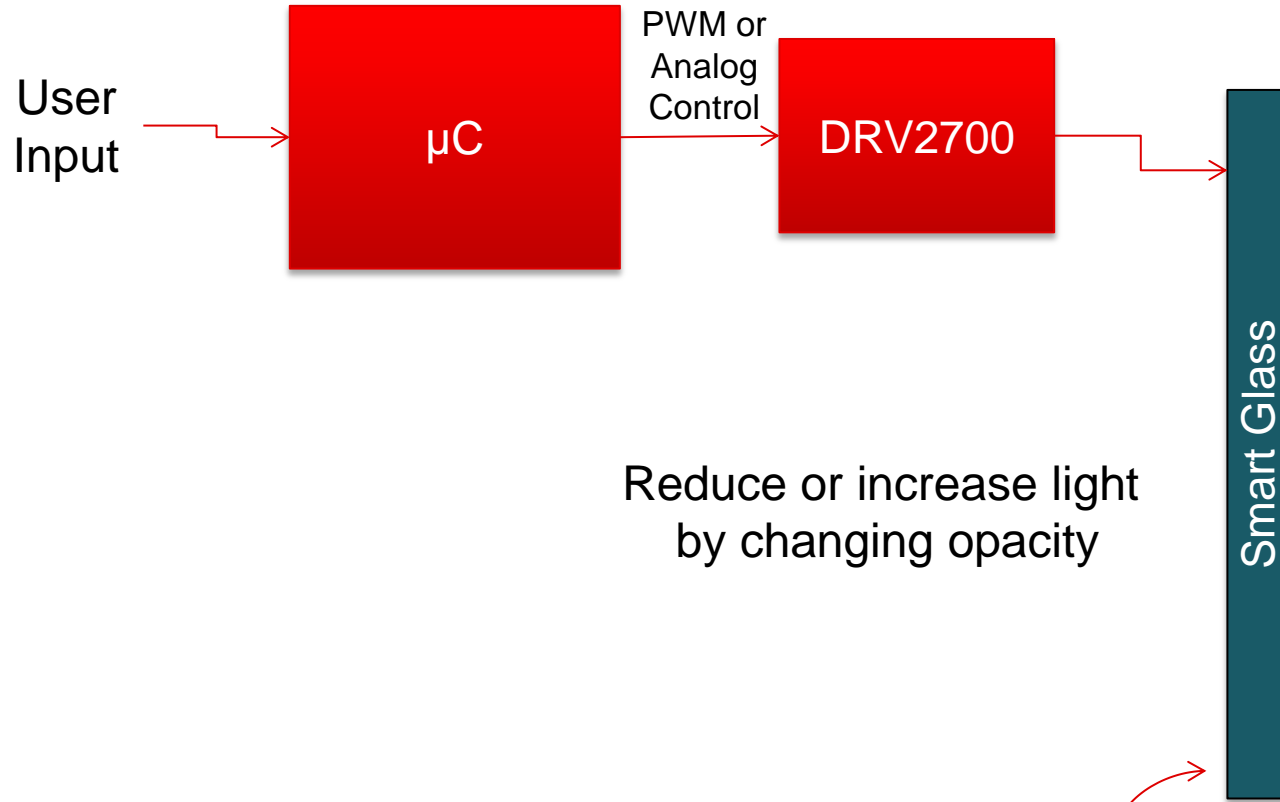 User
Input
µC
PWM or
Analog
Control
DRV2700
Smart Glass
Reduce or increase light
by changing opacity